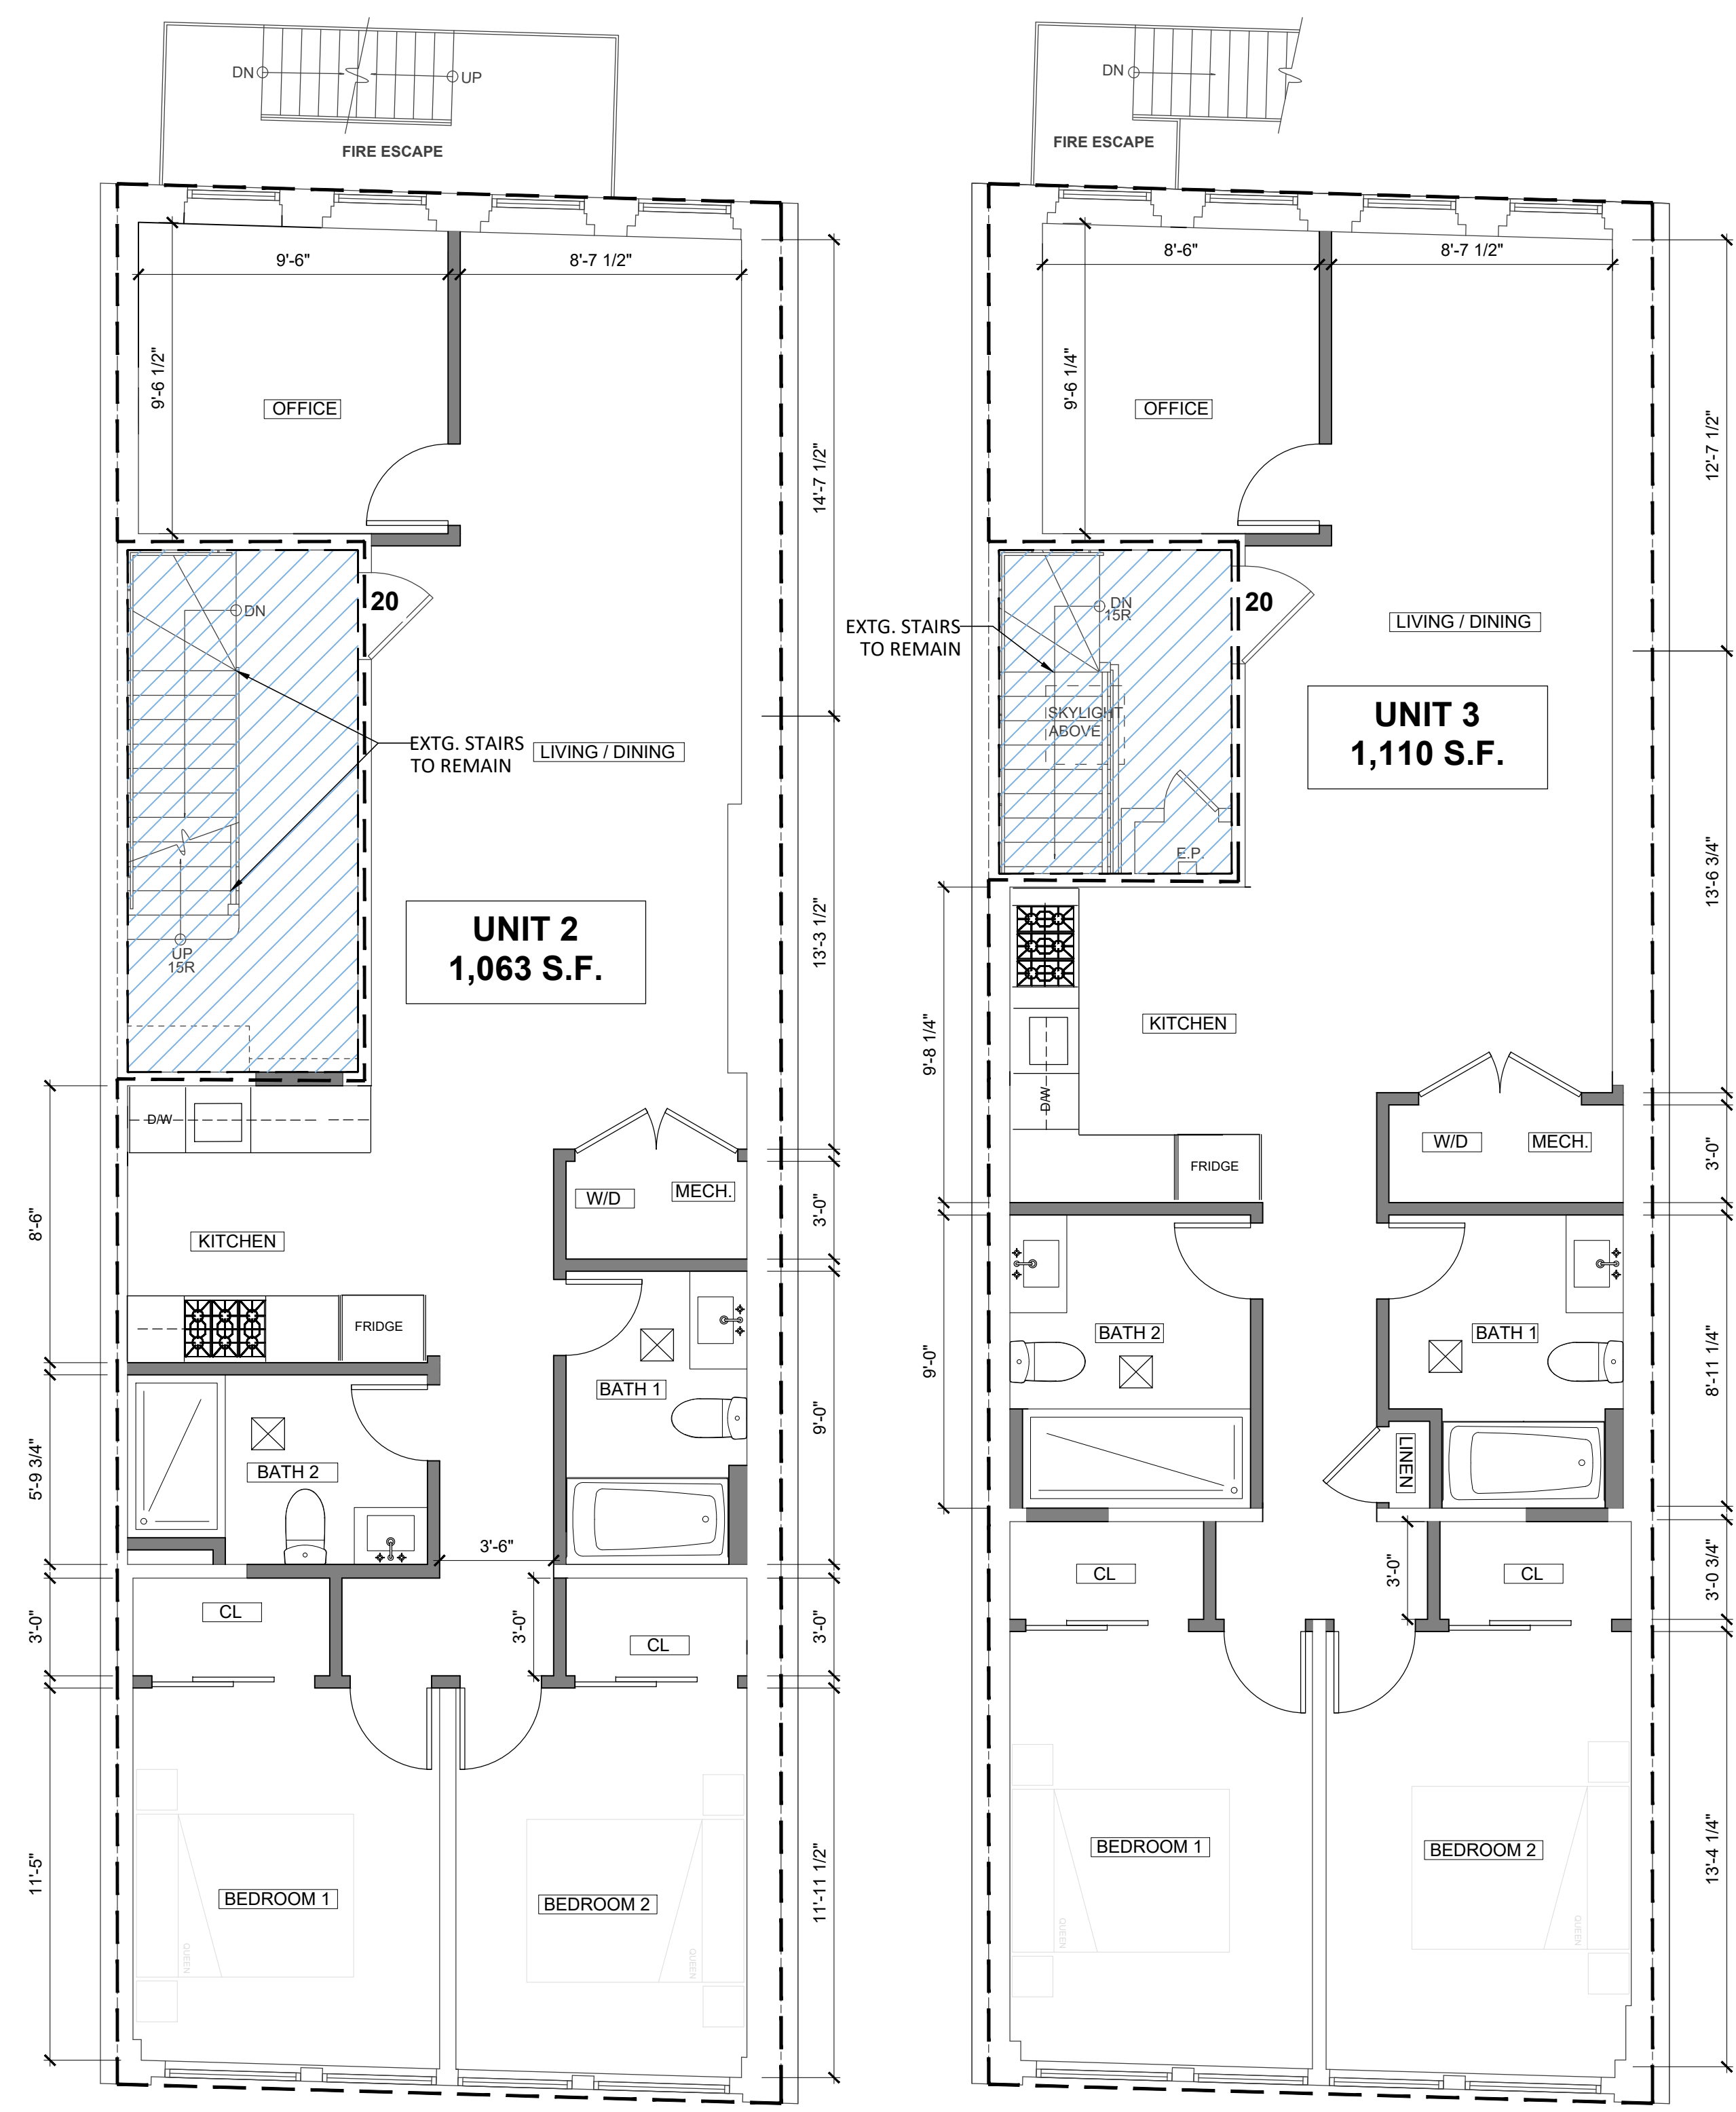 DN
UP
FIRE ESCAPE
9'-6"
8'-7 1/2"
9'-6 1/2"
OFFICE
14'-7 1/2"
20
DN
EXTG. STAIRS
TO REMAIN
LIVING / DINING
UNIT 2
1,063 S.F.
13'-3 1/2"
UP
15R
D/W
8'-6"
KITCHEN
W/D
MECH.
3'-0"
FRIDGE
BATH 1
9'-0"
5'-9 3/4"
BATH 2
3'-6"
3'-0"
CL
3'-0"
CL
3'-0"
11'-5"
BEDROOM 1
BEDROOM 2
11'-11 1/2"
QUEEN
QUEEN
DN
FIRE ESCAPE
8'-6"
8'-7 1/2"
9'-6 1/4"
OFFICE
12'-7 1/2"
20
DN
15R
EXTG. STAIRS
TO REMAIN
LIVING / DINING
SKYLIGHT
ABOVE
UNIT 3
1,110 S.F.
E.P.
13'-6 3/4"
9'-8 1/4"
KITCHEN
D/W
FRIDGE
W/D
MECH.
3'-0"
BATH 2
BATH 1
9'-0"
8'-11 1/4"
LINEN
CL
3'-0"
CL
3'-0 3/4"
BEDROOM 1
BEDROOM 2
13'-4 1/4"
QUEEN
QUEEN